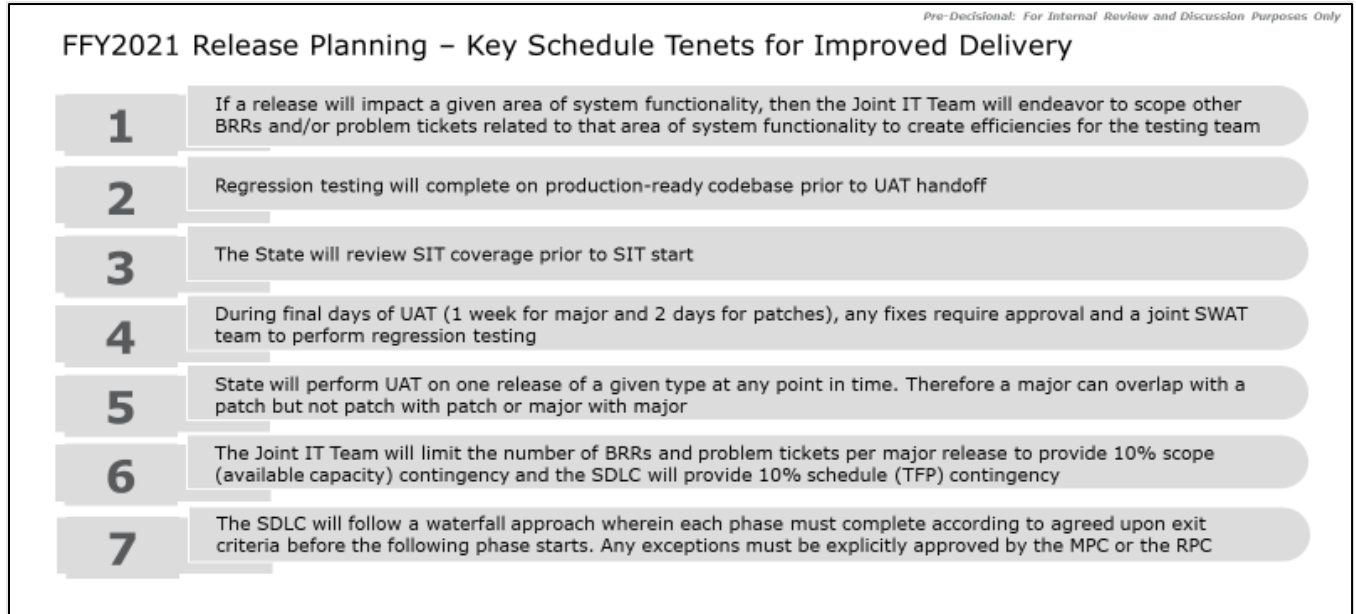 Pre-Decisional: For Internal Review and Discussion Purposes Only
FFY2021 Release Planning – Key Schedule Tenets for Improved Delivery
1
If a release will impact a given area of system functionality, then the Joint IT Team will endeavor to scope other
BRRs and/or problem tickets related to that area of system functionality to create efficiencies for the testing team
2
Regression testing will complete on production-ready codebase prior to UAT handoff
3
The State will review SIT coverage prior to SIT start
4
During final days of UAT (1 week for major and 2 days for patches), any fixes require approval and a joint SWAT
team to perform regression testing
5
State will perform UAT on one release of a given type at any point in time. Therefore a major can overlap with a
patch but not patch with patch or major with major
6
The Joint IT Team will limit the number of BRRs and problem tickets per major release to provide 10% scope
(available capacity) contingency and the SDLC will provide 10% schedule (TFP) contingency
7
The SDLC will follow a waterfall approach wherein each phase must complete according to agreed upon exit
criteria before the following phase starts. Any exceptions must be explicitly approved by the MPC or the RPC